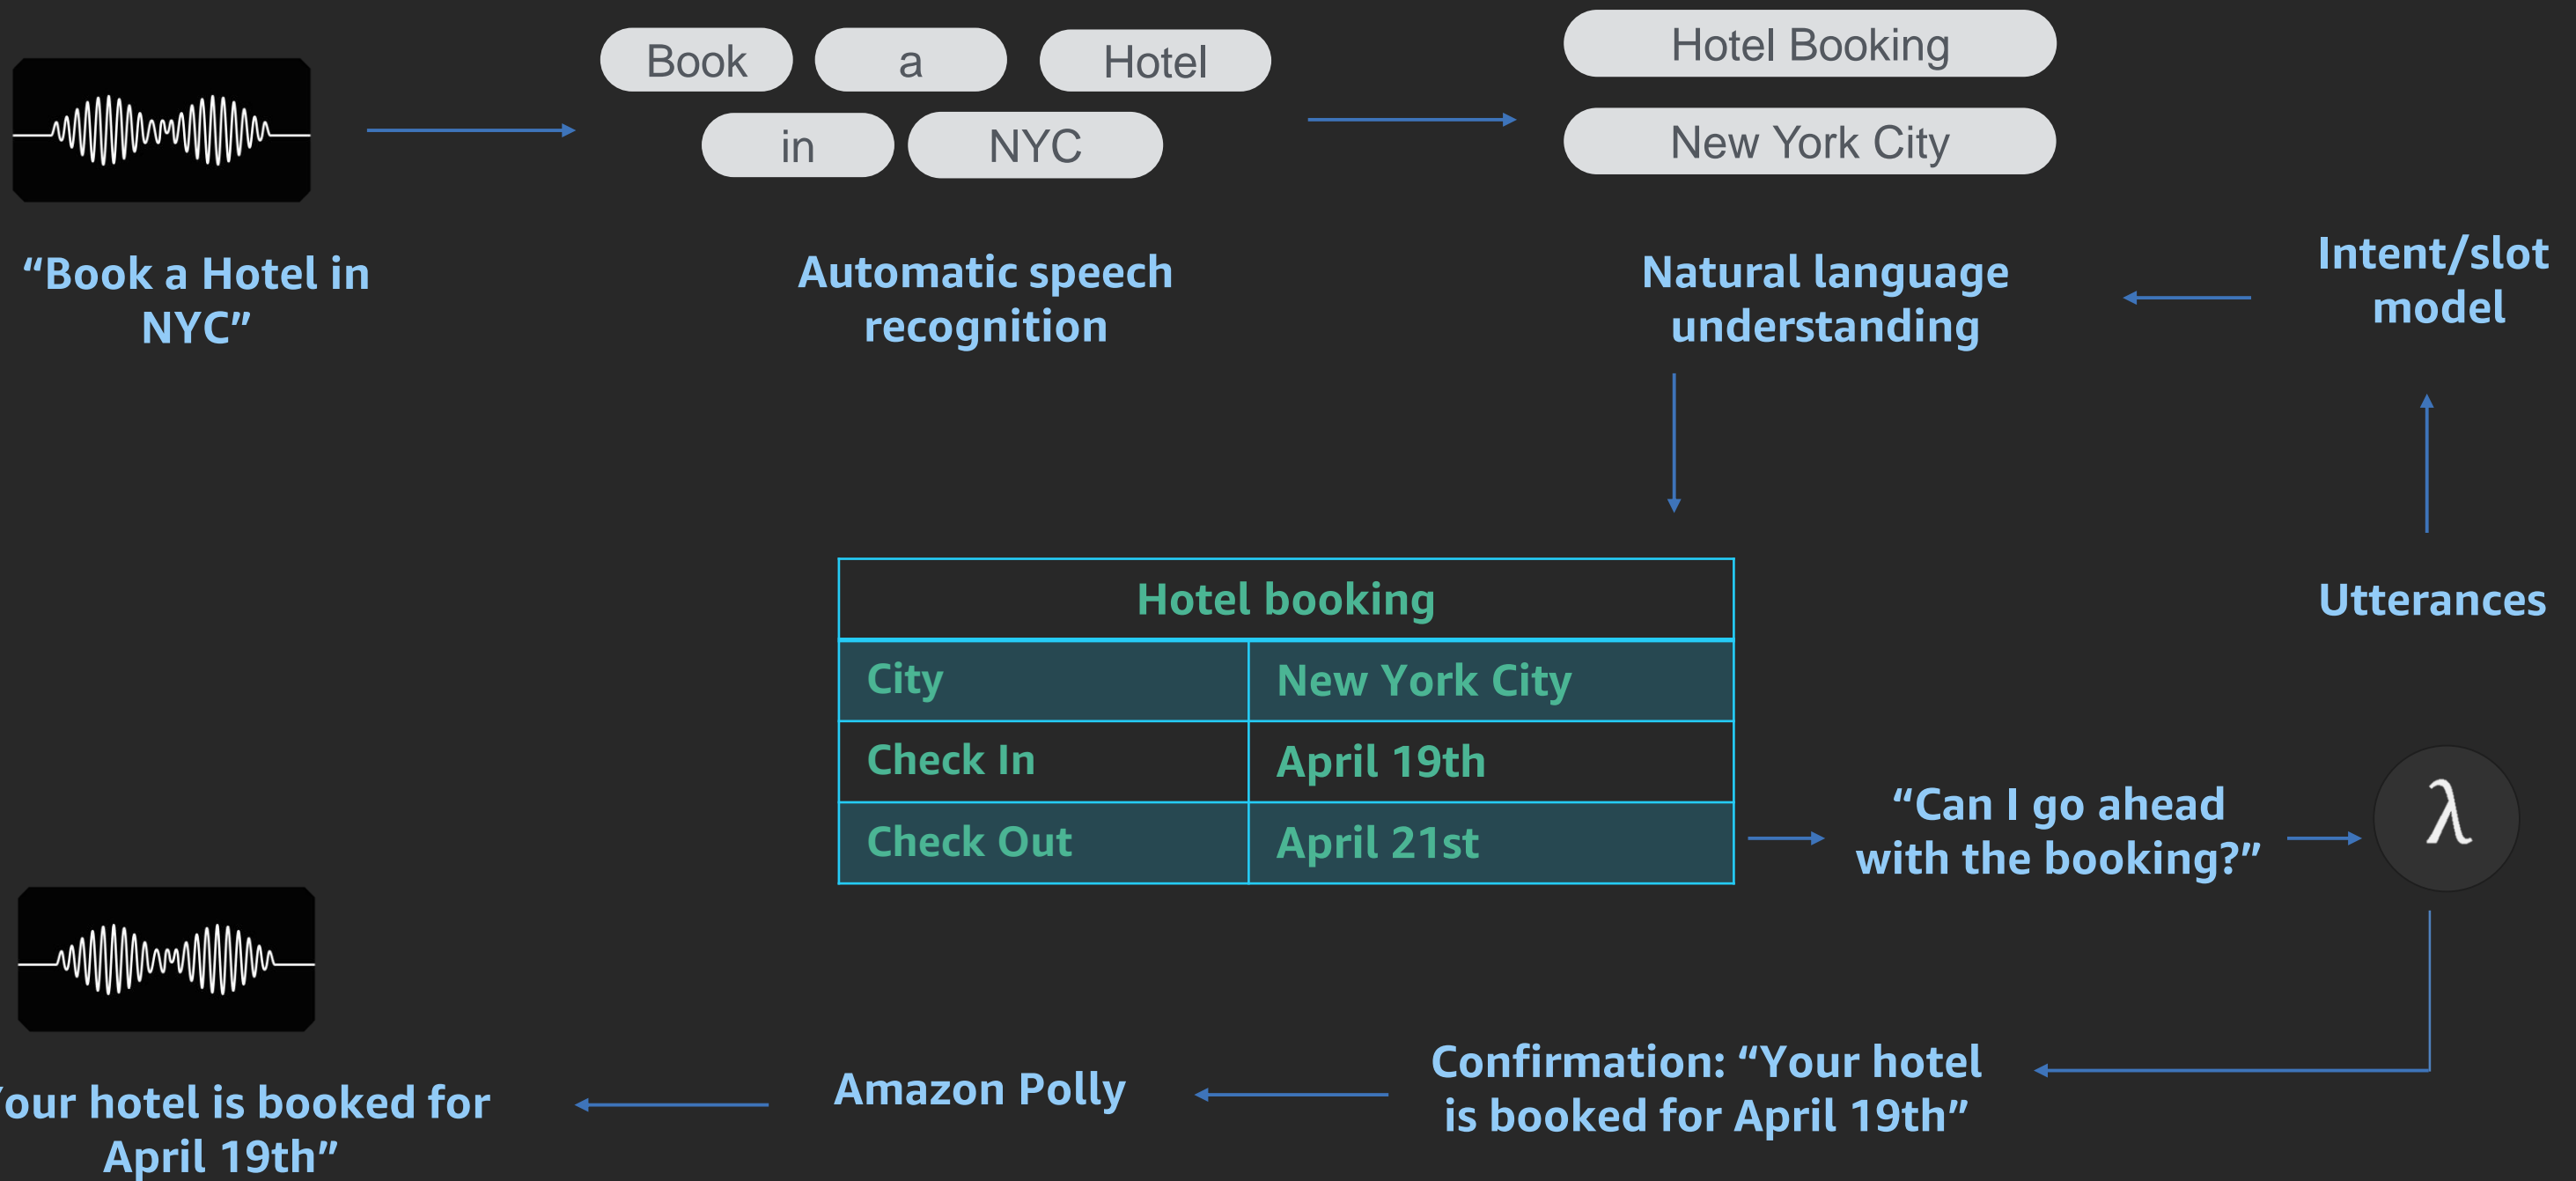 Book a Hotel
in NYC
Hotel Booking
New York City
“Book a Hotel in
NYC”
Automatic speech
recognition
Natural language
understanding
Intent/slot
model
Utterances
Hotel booking
City New York City
Check In April 19th
Check Out April 21st
“Can I go ahead
with the booking?”
λ
Confirmation: “Your hotel
is booked for April 19th”
Amazon Polly
Your hotel is booked for
April 19th”